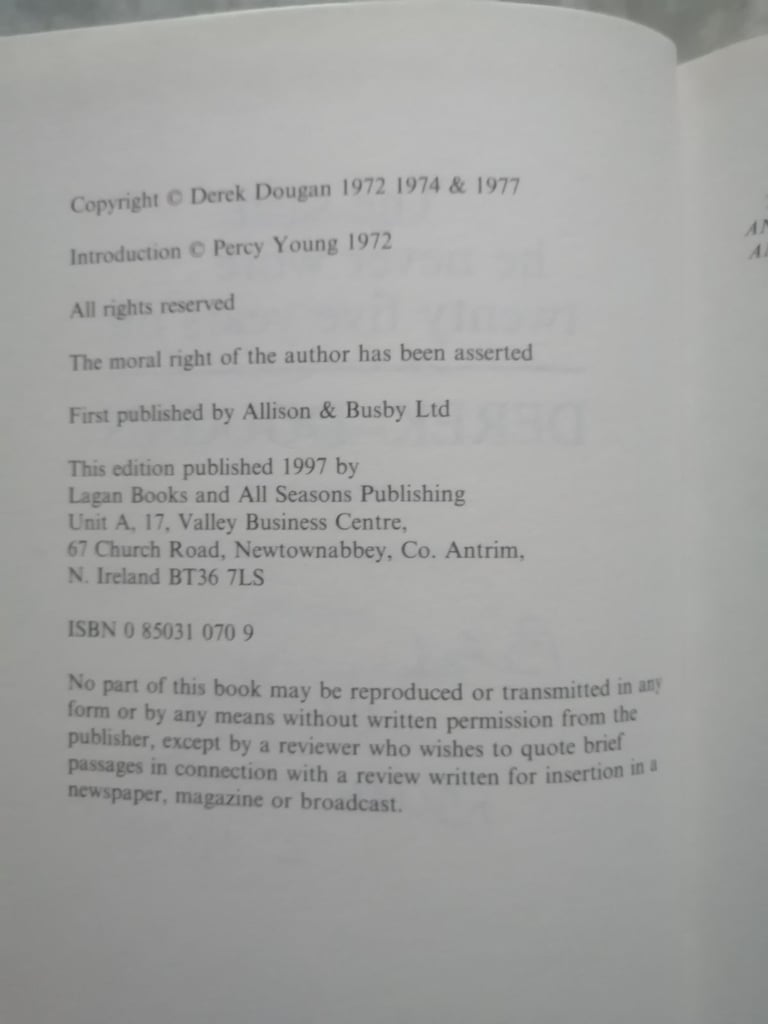 Copyright © Derek Dougan 1972 1974 & 1977
Introduction © Percy Young 1972
All rights reserved
The moral right of the author has been asserted
First published by Allison & Busby Ltd
This edition published 1997 by
Lagan Books and All Seasons Publishing
Unit A, 17, Valley Business Centre,
67 Church Road, Newtownabbey, Co. Antrim,
N. Ireland BT36 7LS
ISBN 0 85031 070 9
No part of this book may be reproduced or transmitted in any
form or by any means without written permission from the
publisher, except by a reviewer who wishes to quote brief
passages in connection with a review written for insertion in a
newspaper, magazine or broadcast.